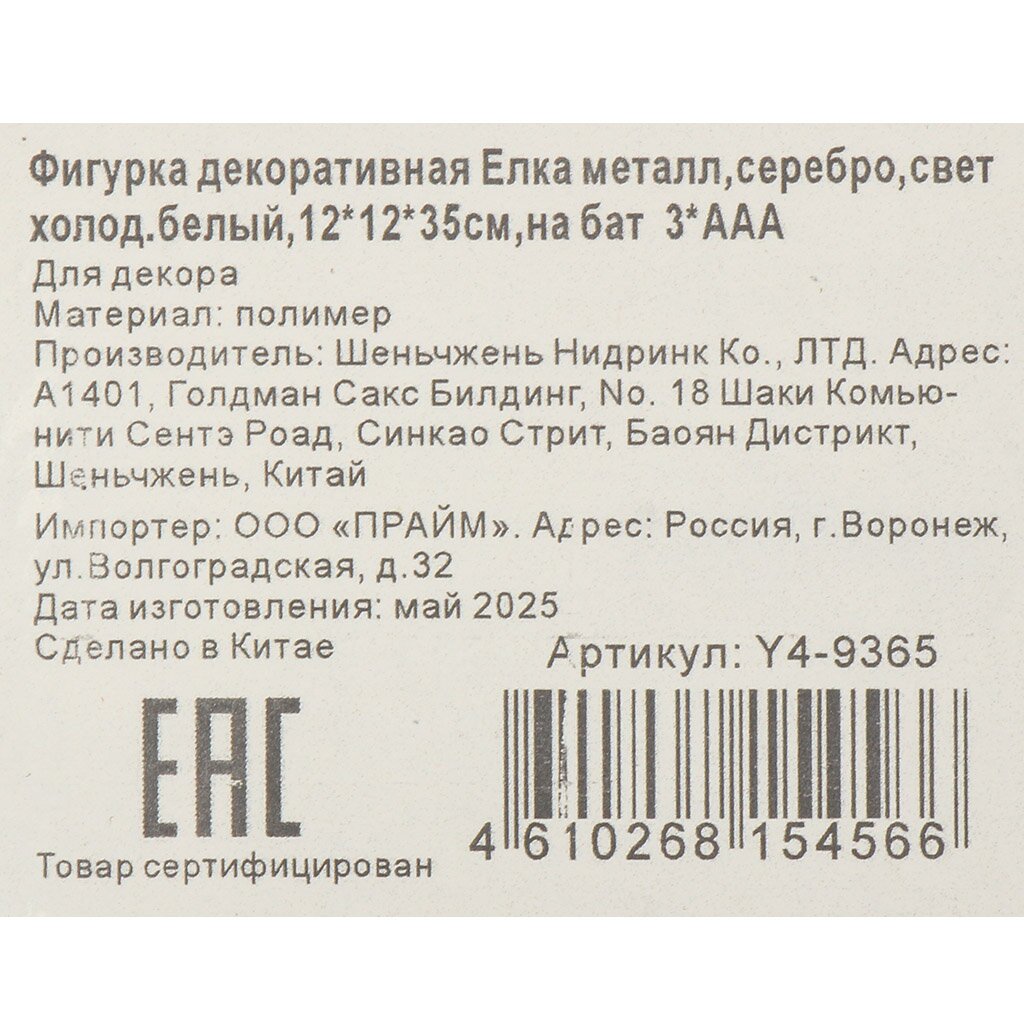 Фигурка декоративная Елка металл,серебро,свет
холод.белый,12*12*35см,на бат 3*AAA
Для декора
Материал: полимер
Производитель: Шеньчжень Нидринк Ко., ЛТД. Адрес:
А1401, Голдман Сакс Билдинг, No. 18 Шаки Комью-
нити Сентэ Роад, Синкао Стрит, Баоян Дистрикт,
Шеньчжень, Китай
Импортер: ООО «ПРАЙМ». Адрес: Россия, г.Воронеж,
ул.Волгоградская, д.32
Дата изготовления: май 2025
Сделано в Китае
Артикул: Y4-9365
EAC
Товар сертифицирован
4 610268 154566